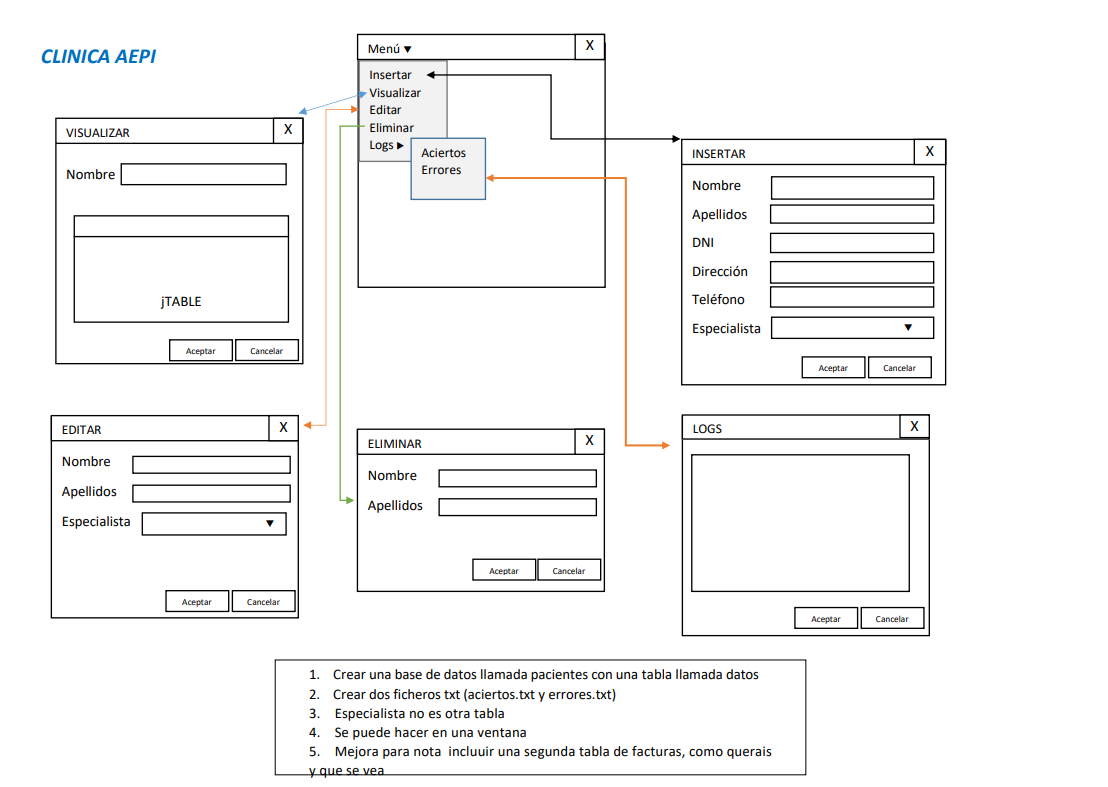 CLINICA AEPI
Menú ▼
X
Insertar
Visualizar
Editar
Eliminar
Logs ►
Aciertos
Errores
VISUALIZAR
X
Nombre
jTABLE
Aceptar
Cancelar
INSERTAR
X
Nombre
Apellidos
DNI
Dirección
Teléfono
Especialista
▼
Aceptar
Cancelar
EDITAR
X
Nombre
Apellidos
Especialista
▼
Aceptar
Cancelar
ELIMINAR
X
Nombre
Apellidos
Aceptar
Cancelar
LOGS
X
Aceptar
Cancelar
1. Crear una base de datos llamada pacientes con una tabla llamada datos
2. Crear dos ficheros txt (aciertos.txt y errores.txt)
3. Especialista no es otra tabla
4. Se puede hacer en una ventana
5. Mejora para nota incluuir una segunda tabla de facturas, como querais
y que se vea